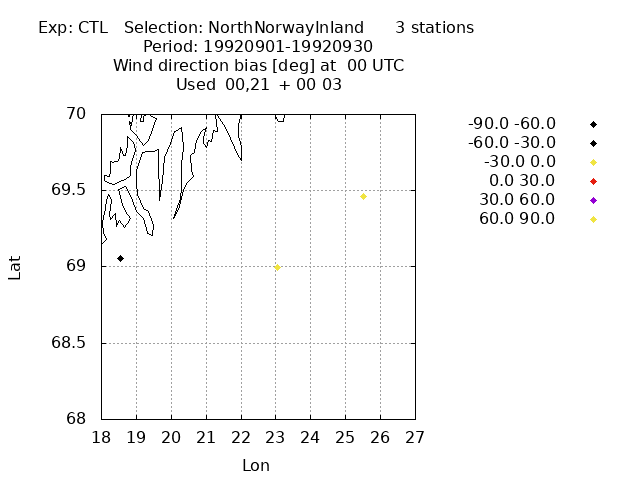 Exp: CTL   Selection: NorthNorwayInland      3 stations
Period: 19920901-19920930
Wind direction bias [deg] at  00 UTC
Used  00,21  + 00 03
-90.0 -60.0
-60.0 -30.0
-30.0 0.0
0.0 30.0
30.0 60.0
60.0 90.0
70
69.5
69
68.5
68
Lat
18 19 20 21 22 23 24 25 26 27
Lon